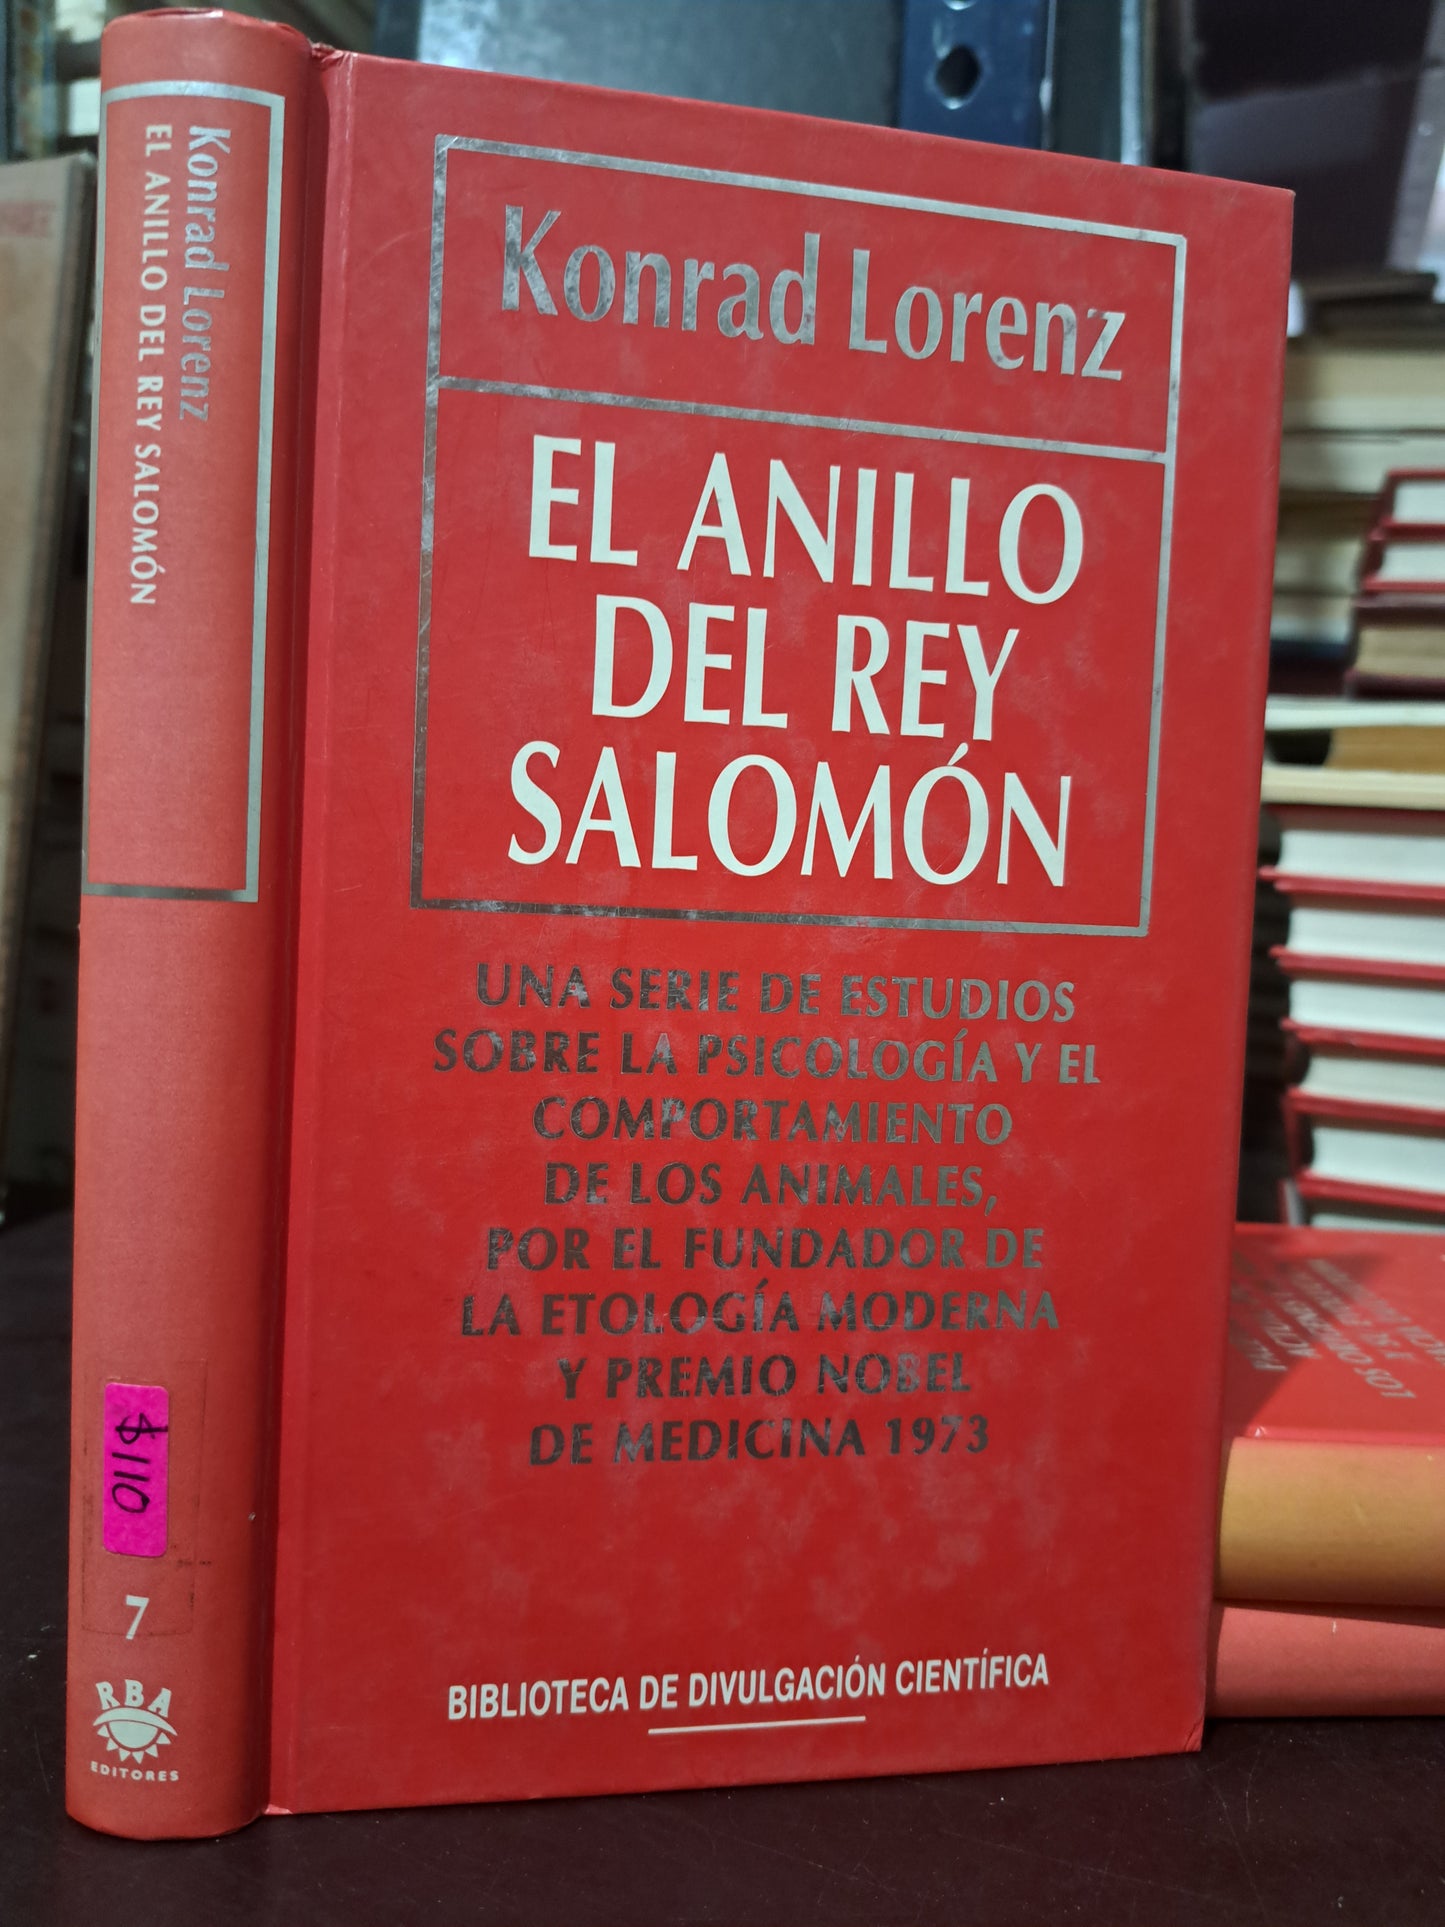 Konrad Lorenz
EL ANILLO DEL REY SALOMÓN
$110
7
RBA
EDITORES
Konrad Lorenz
EL ANILLO
DEL REY
SALOMÓN
UNA SERIE DE ESTUDIOS
SOBRE LA PSICOLOGÍA Y EL
COMPORTAMIENTO
DE LOS ANIMALES,
POR EL FUNDADOR DE
LA ETOLOGÍA MODERNA
Y PREMIO NOBEL
DE MEDICINA 1973
BIBLIOTECA DE DIVULGACIÓN CIENTÍFICA